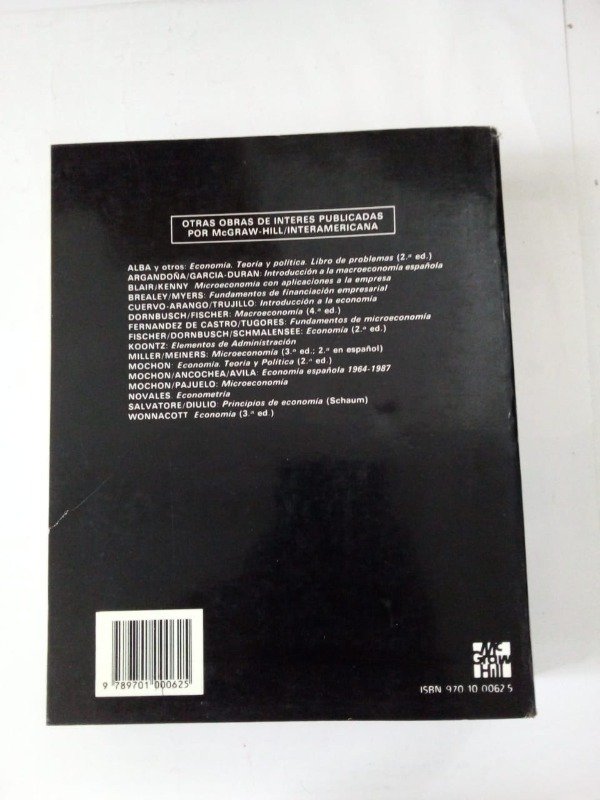 OTRAS OBRAS DE INTERES PUBLICADAS
POR McGRAW-HILL/INTERAMERICANA
ALBA y otros: Economía. Teoría y política. Libro de problemas (2.ª ed.)
ARGANDOÑA/GARCIA-DURAN: Introducción a la macroeconomía española
BLAIR/KENNY Microeconomía con aplicaciones a la empresa
BREALEY/MYERS: Fundamentos de financiación empresarial
CUERVO-ARANGO/TRUJILLO: Introducción a la economía
DORNBUSCH/FISCHER: Macroeconomía (4.ª ed.)
FERNANDEZ DE CASTRO/TUGORES: Fundamentos de microeconomía
FISCHER/DORNBUSCH/SCHMALENSEE: Economía (2.ª ed.)
KOONTZ: Elementos de Administración
MILLER/MEINERS: Microeconomía (3.ª ed.; 2.ª en español)
MOCHON: Economía. Teoría y Política (2.ª ed.)
MOCHON/ANCOCHEA/AVILA: Economía española 1964-1987
MOCHON/PAJUELO: Microeconomía
NOVALES: Econometría
SALVATORE/DIULIO: Principios de economía (Schaum)
WONNACOTT Economía (3.ª ed.)
9 789701 000625
Mc
Graw
Hill
ISBN 970 10 0062 5